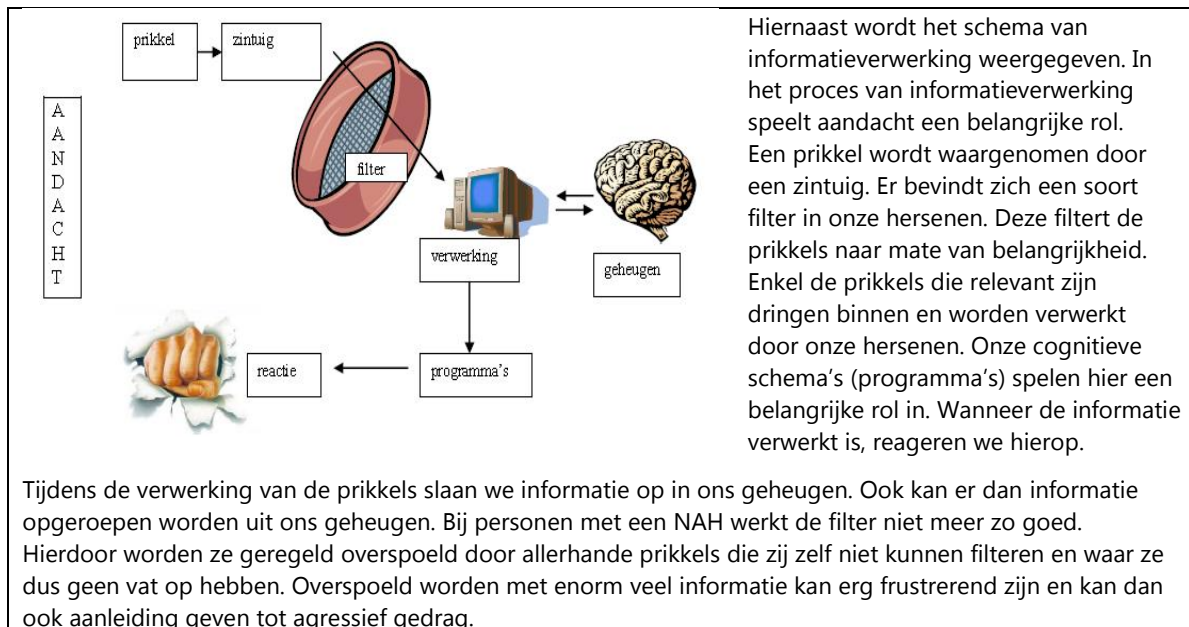 prikkel
zintuig
A
A
N
D
A
C
H
T
filter
verwerking
geheugen
reactie
programma's
Hiernaast wordt het schema van
informatieverwerking weergegeven. In
het proces van informatieverwerking
speelt aandacht een belangrijke rol.
Een prikkel wordt waargenomen door
een zintuig. Er bevindt zich een soort
filter in onze hersenen. Deze filtert de
prikkels naar mate van belangrijkheid.
Enkel de prikkels die relevant zijn
dringen binnen en worden verwerkt
door onze hersenen. Onze cognitieve
schema's (programma's) spelen hier een
belangrijke rol in. Wanneer de informatie
verwerkt is, reageren we hierop.
Tijdens de verwerking van de prikkels slaan we informatie op in ons geheugen. Ook kan er dan informatie
opgeroepen worden uit ons geheugen. Bij personen met een NAH werkt de filter niet meer zo goed.
Hierdoor worden ze geregeld overspoeld door allerhande prikkels die zij zelf niet kunnen filteren en waar ze
dus geen vat op hebben. Overspoeld worden met enorm veel informatie kan erg frustrerend zijn en kan dan
ook aanleiding geven tot agressief gedrag.